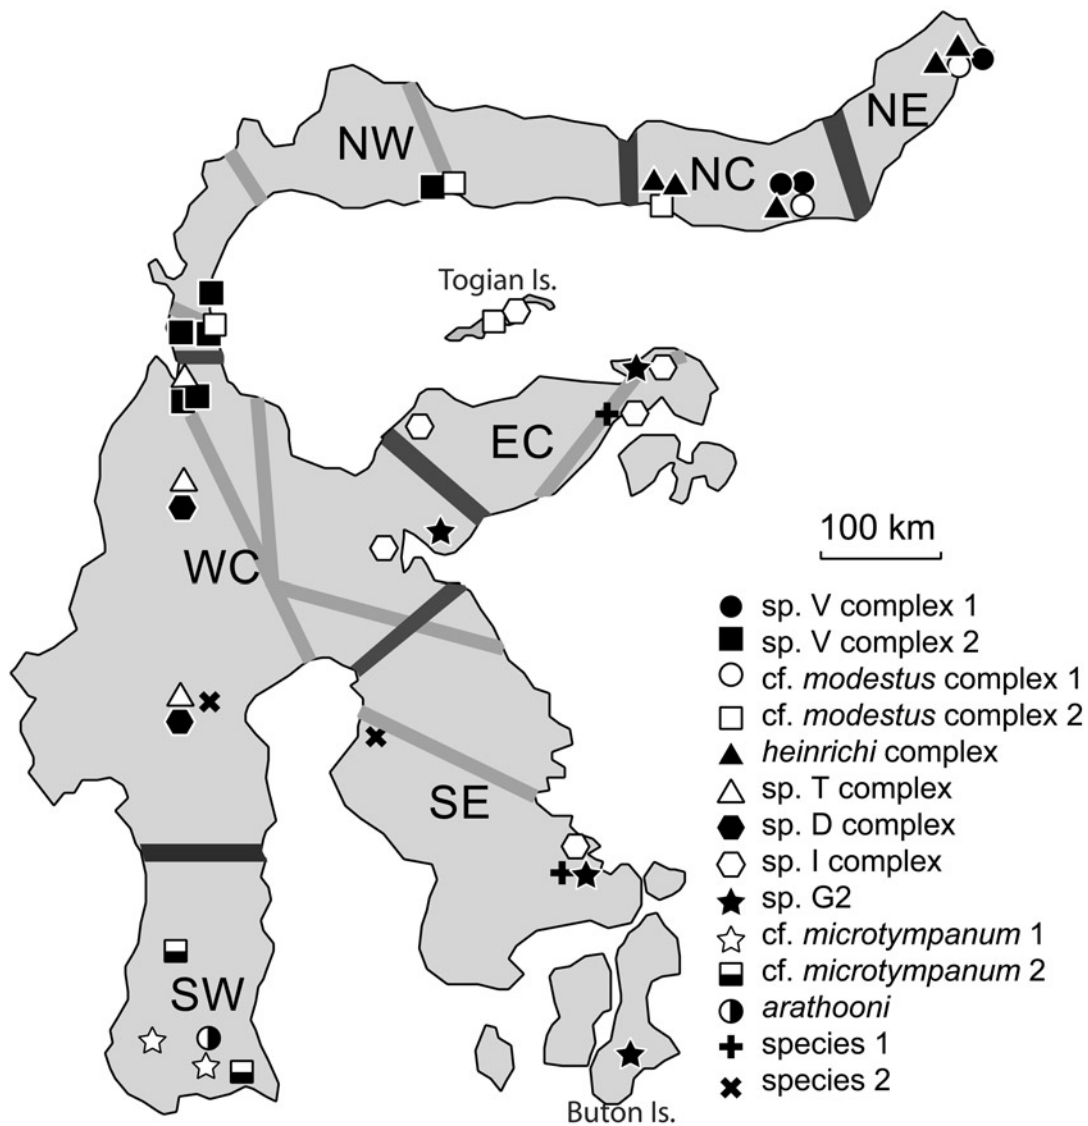 NE
NW
NC
Togian Is.
EC
100 km
WC
sp. V complex 1
sp. V complex 2
cf. modestus complex 1
cf. modestus complex 2
heinrichi complex
sp. T complex
SE
sp. D complex
sp. I complex
sp. G2
cf. microtympanum 1
cf. microtympanum 2
SW
arathooni
species 1
species 2
Buton Is.